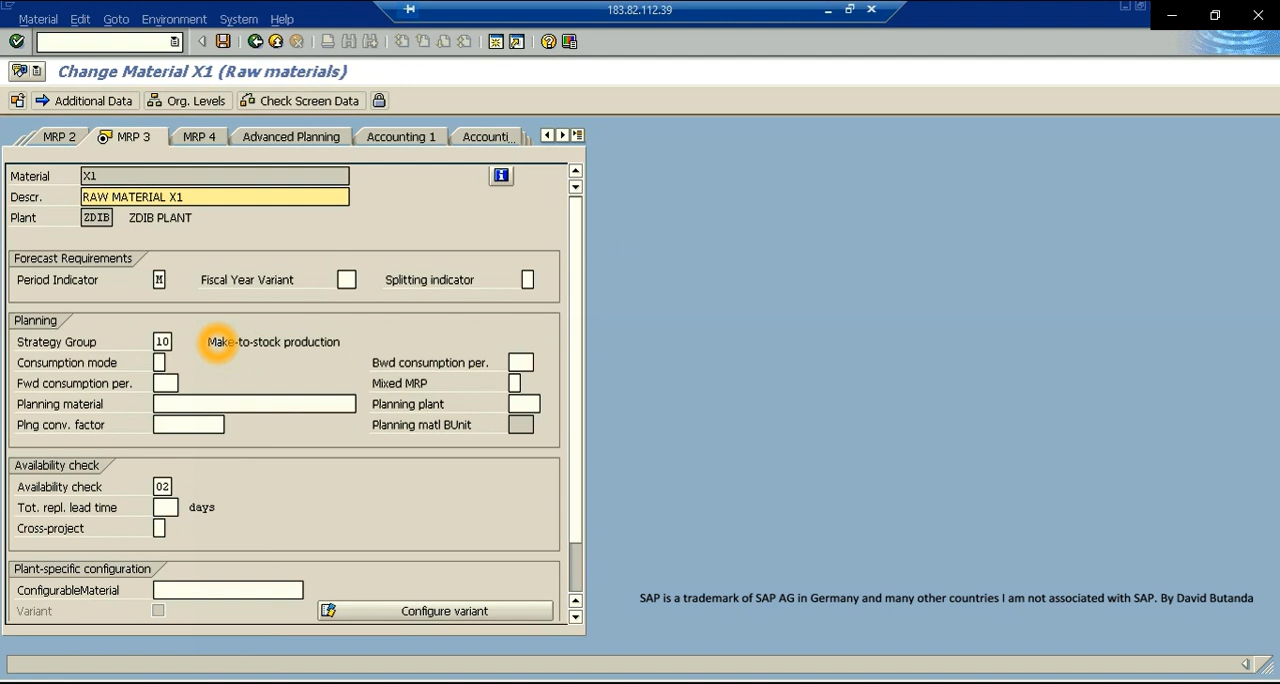 183.82.112.39
Material Edit Goto Environment System Help
Change Material X1 (Raw materials)
Additional Data Org. Levels Check Screen Data
MRP 2 MRP 3 MRP 4 Advanced Planning Accounting 1 Accounti...
Material X1
Descr. RAW MATERIAL X1
Plant ZDIB ZDIB PLANT
Forecast Requirements
Period Indicator M Fiscal Year Variant Splitting indicator
Planning
Strategy Group 10 Make-to-stock production
Consumption mode Bwd consumption per.
Fwd consumption per. Mixed MRP
Planning material Planning plant
Plng conv. factor Planning matl BUnit
Availability check
Availability check 02
Tot. repl. lead time days
Cross-project
Plant-specific configuration
ConfigurableMaterial
Variant Configure variant
SAP is a trademark of SAP AG in Germany and many other countries I am not associated with SAP. By David Butanda